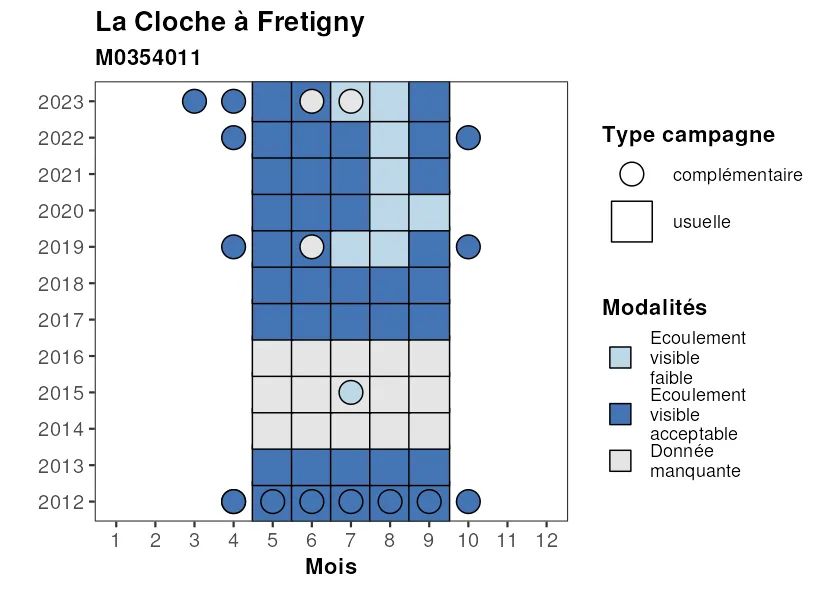 La Cloche à Fretigny
M0354011
2023
2022
2021
2020
2019
2018
2017
2016
2015
2014
2013
2012
1 2 3 4 5 6 7 8 9 10 11 12
Mois
Type campagne
complémentaire
usuelle
Modalités
Ecoulement
visible
faible
Ecoulement
visible
acceptable
Donnée
manquante